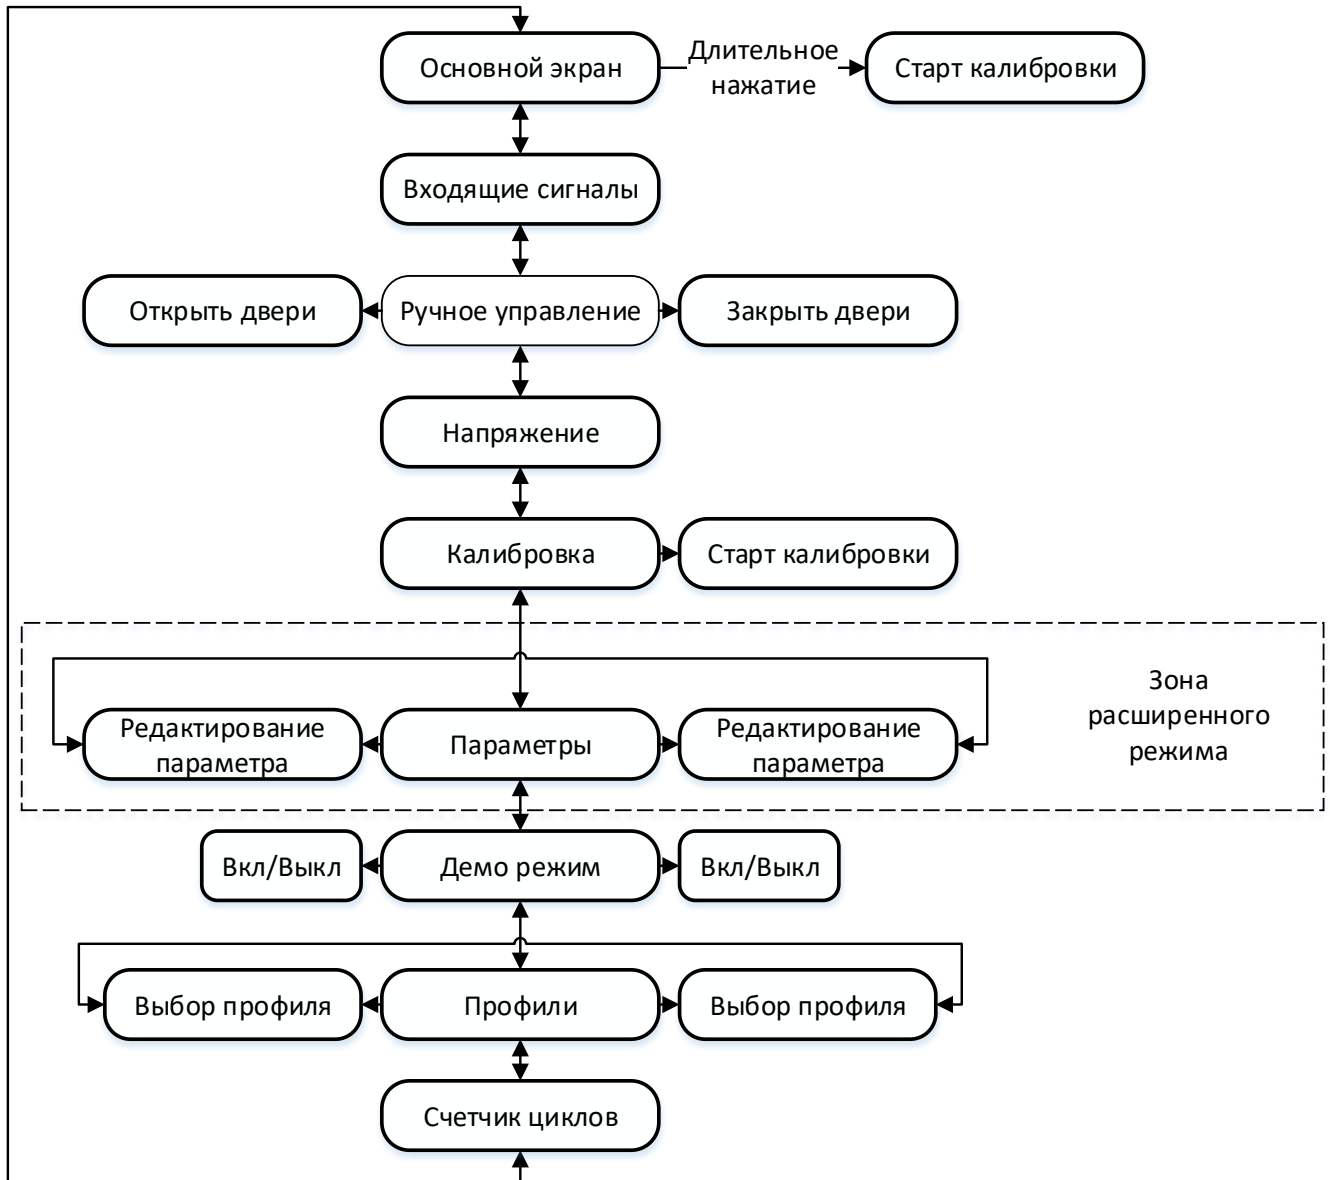 Основной экран
Длительное
нажатие
Старт калибровки
Входящие сигналы
Открыть двери
Ручное управление
Закрыть двери
Напряжение
Калибровка
Старт калибровки
Зона
расширенного
режима
Редактирование
параметра
Параметры
Редактирование
параметра
Вкл/Выкл
Демо режим
Вкл/Выкл
Выбор профиля
Профили
Выбор профиля
Счетчик циклов